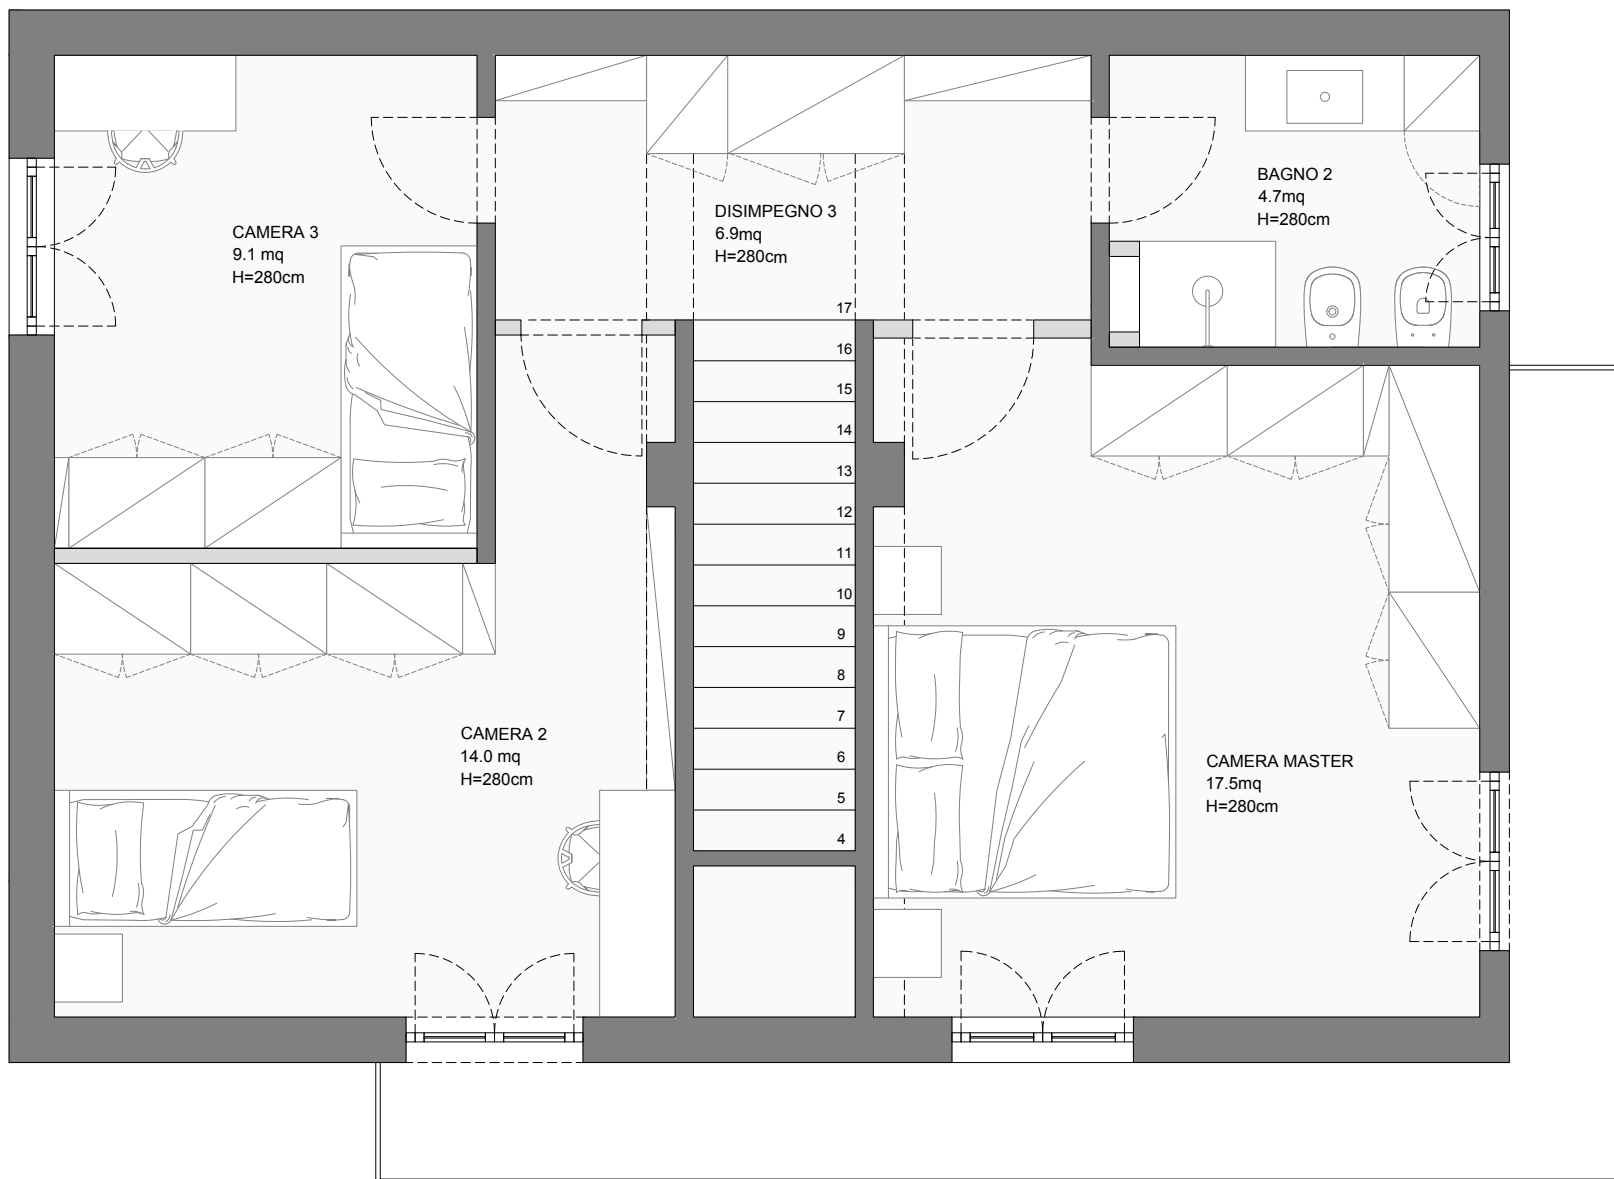 DISIMPEGNO 3
6.9mq
H=280cm
BAGNO 2
4.7mq
H=280cm
CAMERA 3
9.1 mq
H=280cm
17
16
15
14
13
12
11
10
9
8
7
6
5
4
CAMERA 2
14.0 mq
H=280cm
CAMERA MASTER
17.5mq
H=280cm